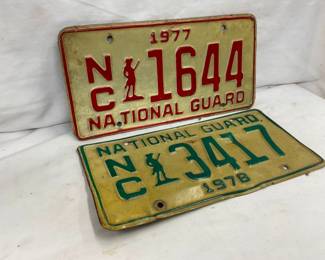 1977
NC 1644
NATIONAL GUARD
NATIONAL GUARD
NC 3417
1978